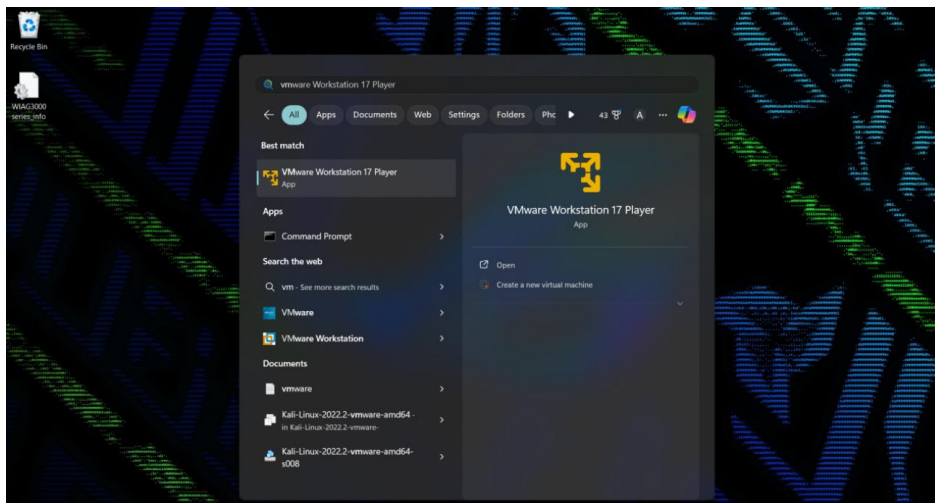 Recycle Bin
WIAG3000
series_info
vmware Workstation 17 Player
All Apps Documents Web Settings Folders Phc 43 A ...
Best match
VMware Workstation 17 Player
App
Apps
Command Prompt
Search the web
vm - See more search results
VMware
VMware Workstation
Documents
vmware
Kali-Linux-2022.2-vmware-amd64 -
in Kali-Linux-2022.2-vmware-
Kali-Linux-2022.2-vmware-amd64-
s008
VMware Workstation 17 Player
App
Open
Create a new virtual machine